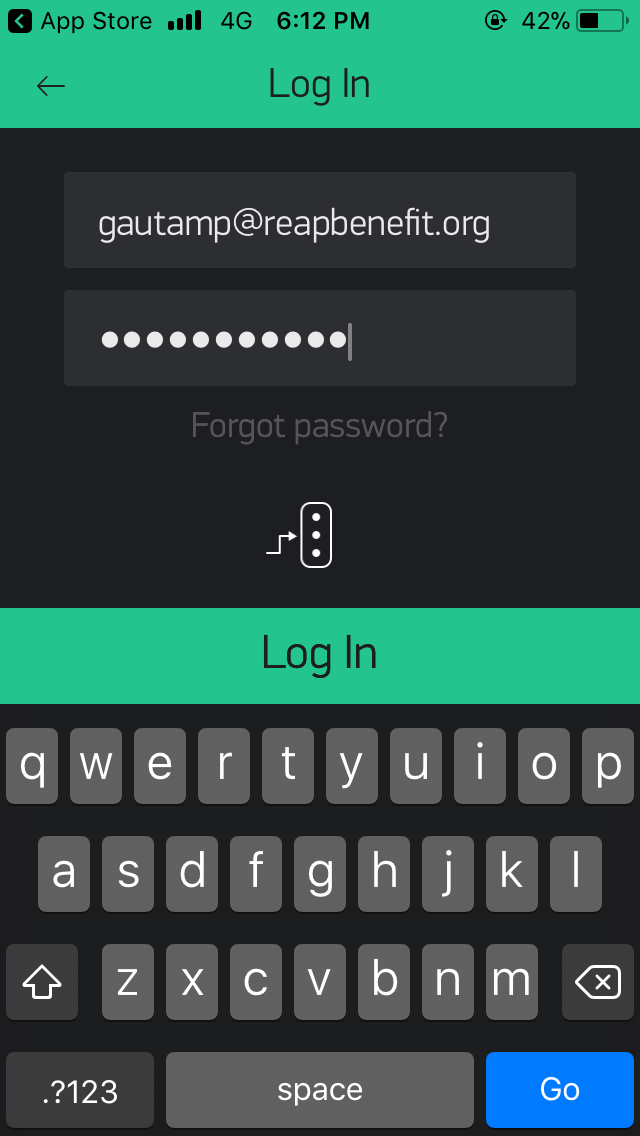 App Store 4G 6:12 PM 42%
Log In
gautamp@reapbenefit.org
•••••••••••
Forgot password?
Log In
q w e r t y u i o p
a s d f g h j k l
z x c v b n m
.?123 space Go